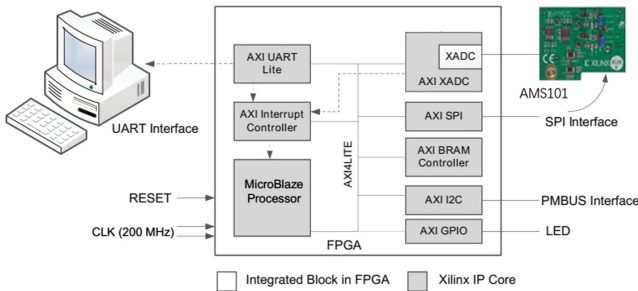 AXI UART
Lite
XADC
AXI XADC
CE
XILINX
AMS101
UART Interface
AXI Interrupt
Controller
AXI SPI
SPI Interface
AXI4LITE
AXI BRAM
Controller
MicroBlaze
Processor
RESET
AXI I2C
PMBUS Interface
CLK (200 MHz)
AXI GPIO
LED
FPGA
Integrated Block in FPGA
Xilinx IP Core